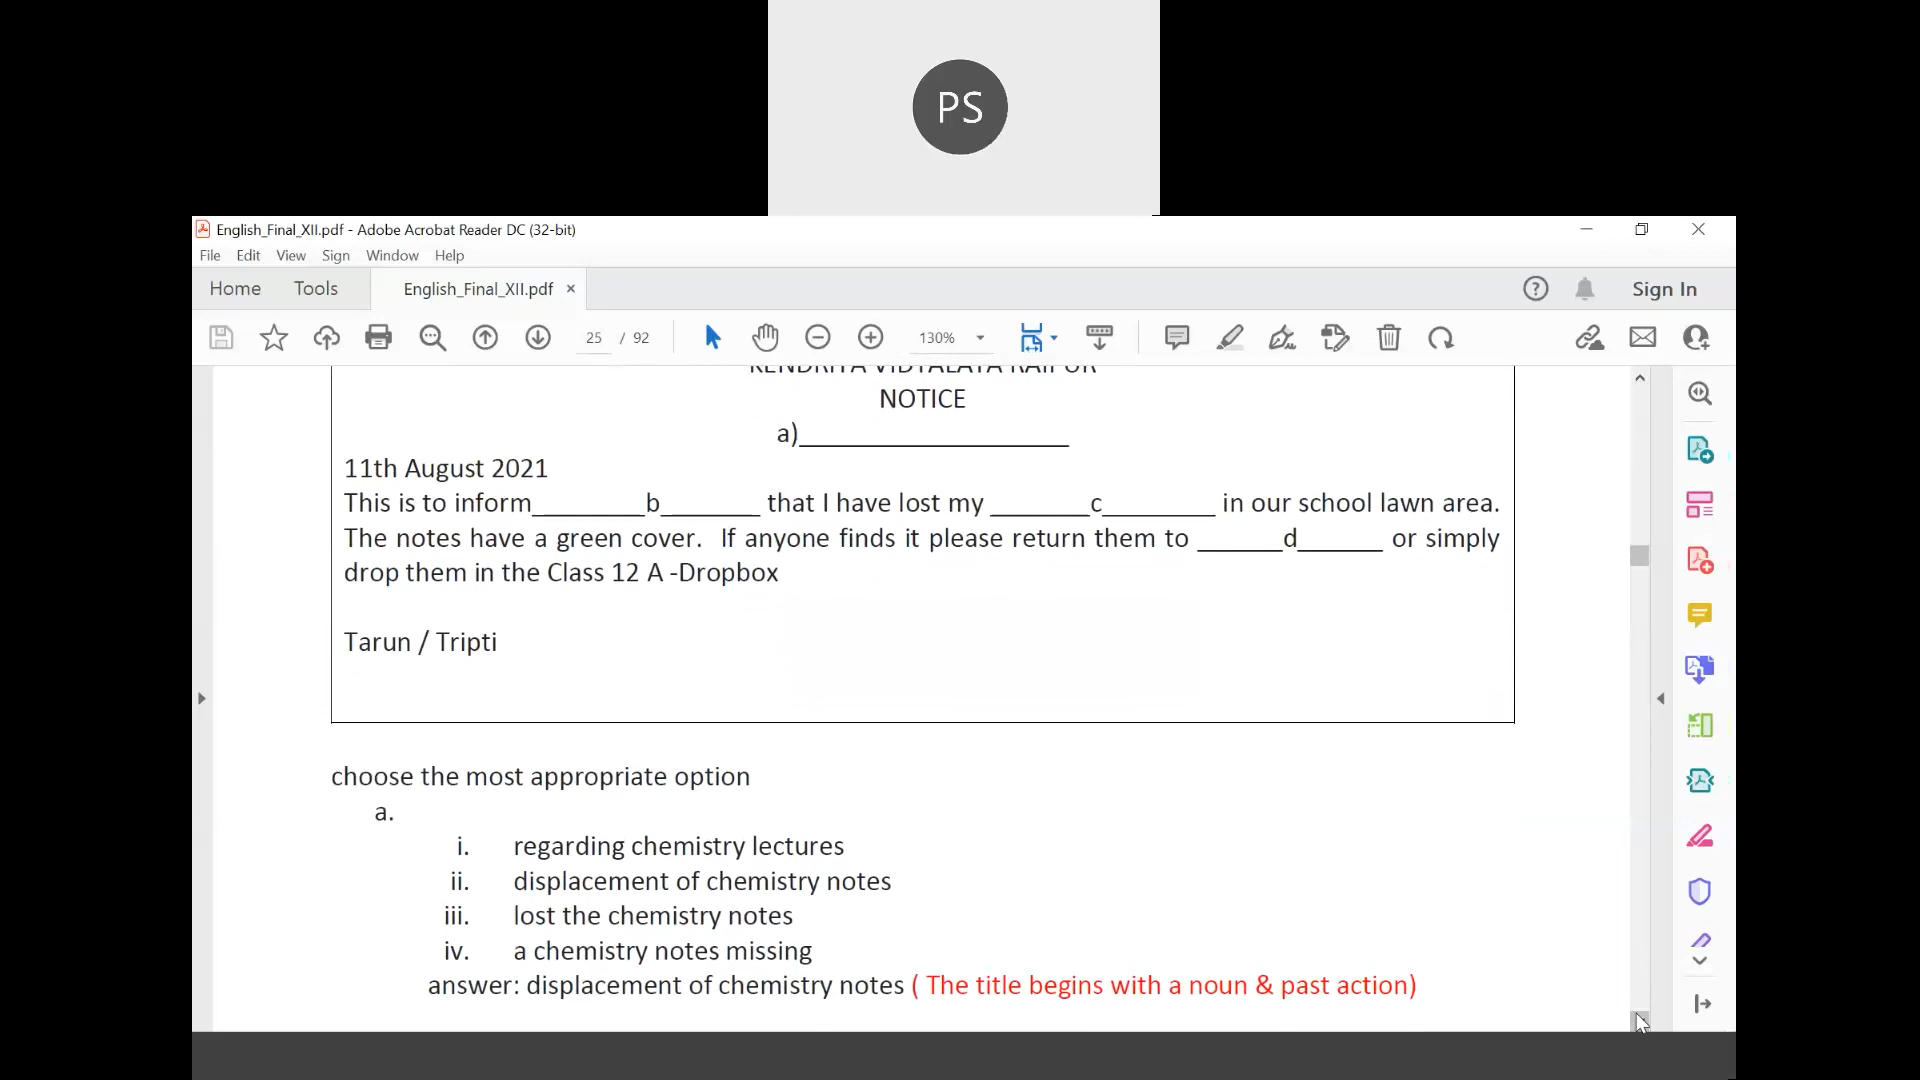 PS
English_Final_XII.pdf - Adobe Acrobat Reader DC (32-bit)
File Edit View Sign Window Help
Home Tools English_Final_XII.pdf × Sign In
25 / 92 130%
KENDRIYA VIDYALAYA RAIPUR
NOTICE
a)___________________
11th August 2021
This is to inform________b_______ that I have lost my _______c________ in our school lawn area.
The notes have a green cover. If anyone finds it please return them to ______d______ or simply
drop them in the Class 12 A -Dropbox
Tarun / Tripti
choose the most appropriate option
a.
i. regarding chemistry lectures
ii. displacement of chemistry notes
iii. lost the chemistry notes
iv. a chemistry notes missing
answer: displacement of chemistry notes ( The title begins with a noun & past action)